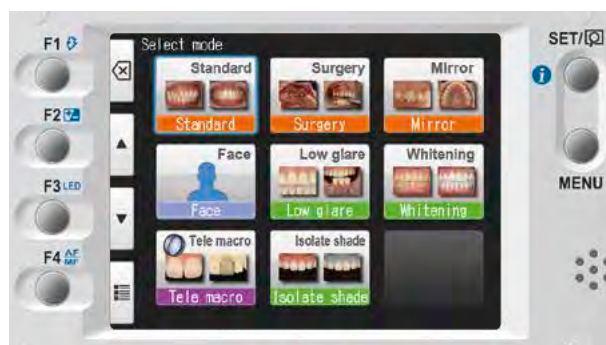 F1
F2
F3 LED
F4 AF MF
Select mode
Standard
Surgery
Mirror
Standard
Surgery
Mirror
Face
Low glare
Whitening
Face
Low glare
Whitening
Tele macro
Isolate shade
Tele macro
Isolate shade
SET/
i
MENU